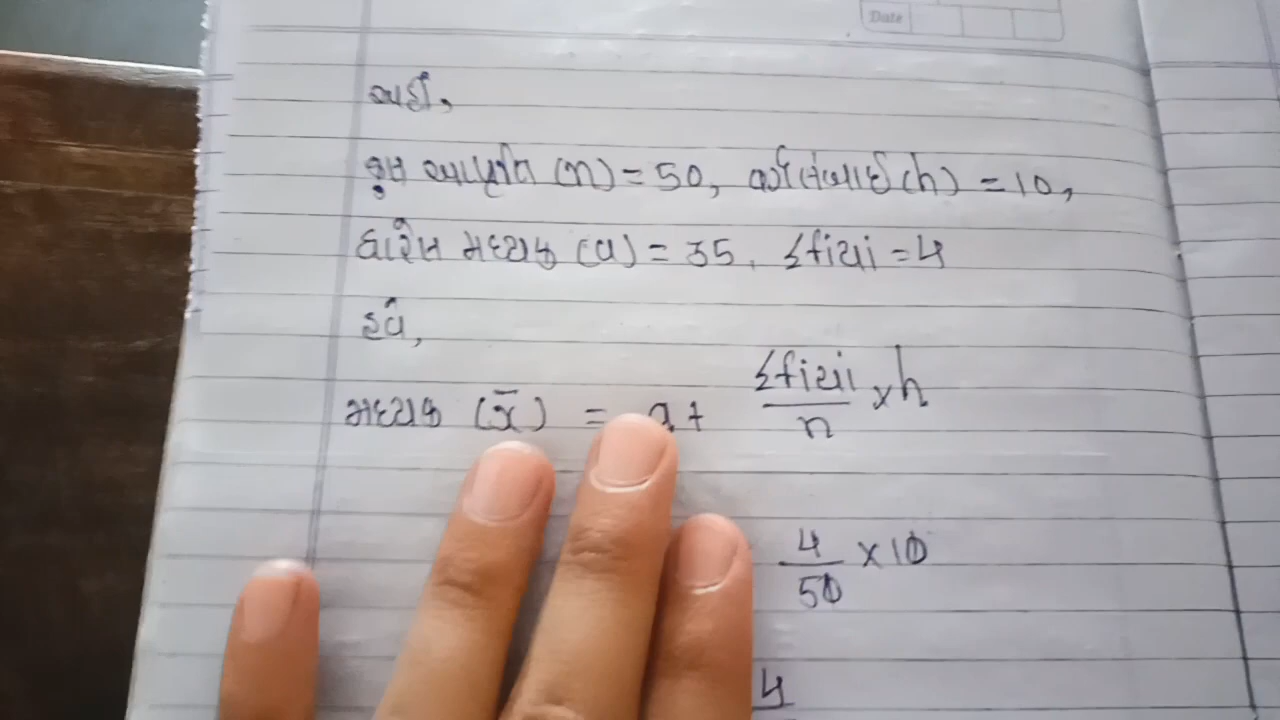 Date
અહીં,
કુલ આવૃત્તિ (n) = 50, વર્ગલંબાઈ (h) = 10,
ધારેલ મધ્યક (a) = 35, Σfiui = 4
હવે,
મધ્યક (x̄) = a + Σfiui/n × h
4/50 × 10
4